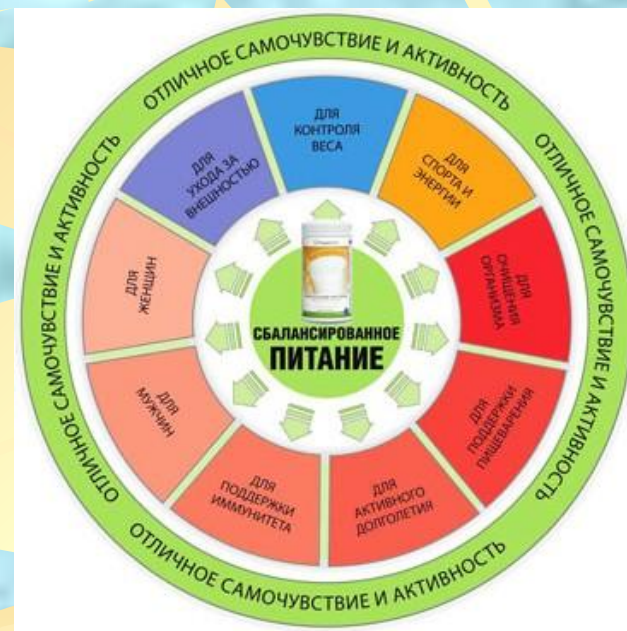 ОТЛИЧНОЕ САМОЧУВСТВИЕ И АКТИВНОСТЬ
ОТЛИЧНОЕ САМОЧУВСТВИЕ И АКТИВНОСТЬ
ОТЛИЧНОЕ САМОЧУВСТВИЕ И АКТИВНОСТЬ
ОТЛИЧНОЕ САМОЧУВСТВИЕ И АКТИВНОСТЬ
ДЛЯ
КОНТРОЛЯ
ВЕСА
ДЛЯ
СПОРТА И
ЭНЕРГИИ
ДЛЯ
ОЧИЩЕНИЯ
ОРГАНИЗМА
ДЛЯ
ПОДДЕРЖКИ
ПИЩЕВАРЕНИЯ
ДЛЯ
АКТИВНОГО
ДОЛГОЛЕТИЯ
ДЛЯ
ПОДДЕРЖКИ
ИММУНИТЕТА
ДЛЯ
МУЖЧИН
ДЛЯ
ЖЕНЩИН
ДЛЯ
УХОДА ЗА
ВНЕШНОСТЬЮ
СБАЛАНСИРОВАННОЕ
ПИТАНИЕ